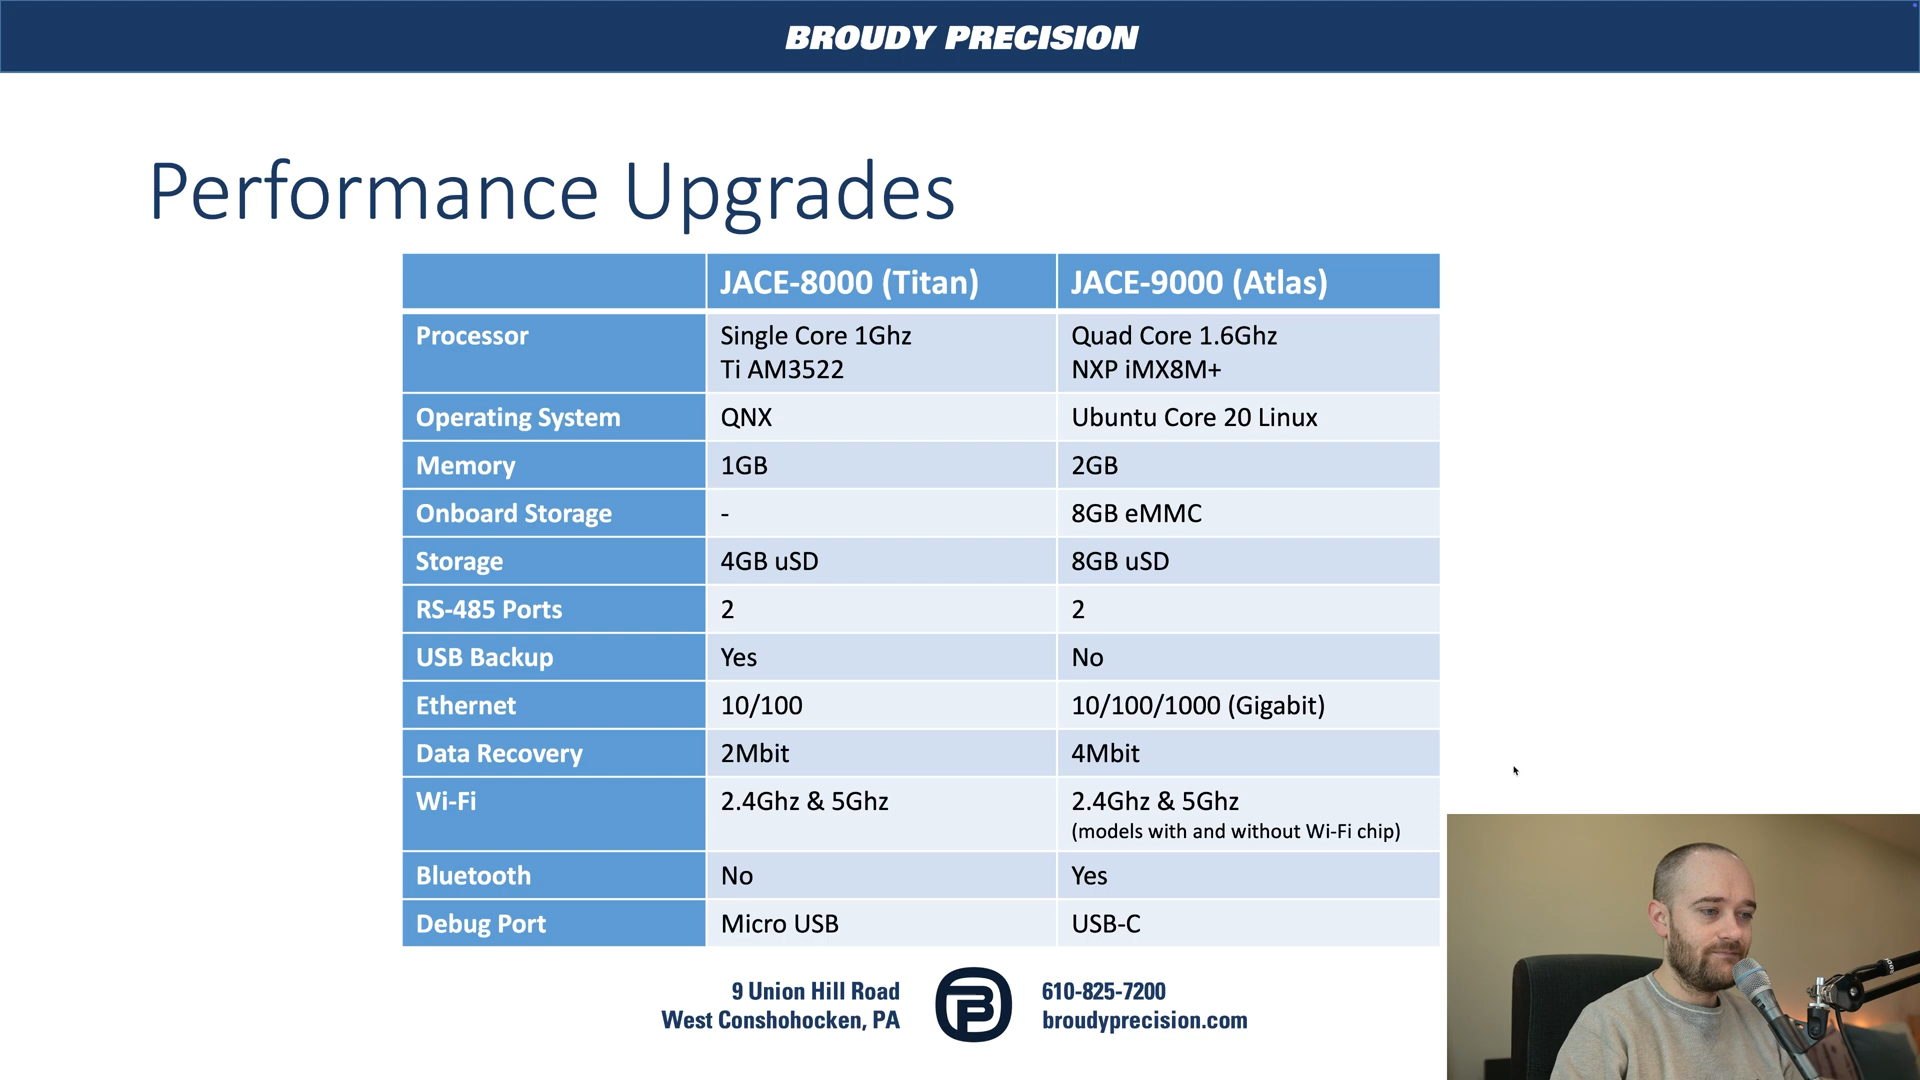 BROUDY PRECISION
Performance Upgrades
JACE-8000 (Titan) JACE-9000 (Atlas)
Processor Single Core 1Ghz Quad Core 1.6Ghz
Ti AM3522 NXP iMX8M+
Operating System QNX Ubuntu Core 20 Linux
Memory 1GB 2GB
Onboard Storage - 8GB eMMC
Storage 4GB uSD 8GB uSD
RS-485 Ports 2 2
USB Backup Yes No
Ethernet 10/100 10/100/1000 (Gigabit)
Data Recovery 2Mbit 4Mbit
Wi-Fi 2.4Ghz & 5Ghz 2.4Ghz & 5Ghz
(models with and without Wi-Fi chip)
Bluetooth No Yes
Debug Port Micro USB USB-C
9 Union Hill Road 610-825-7200
West Conshohocken, PA broudyprecision.com